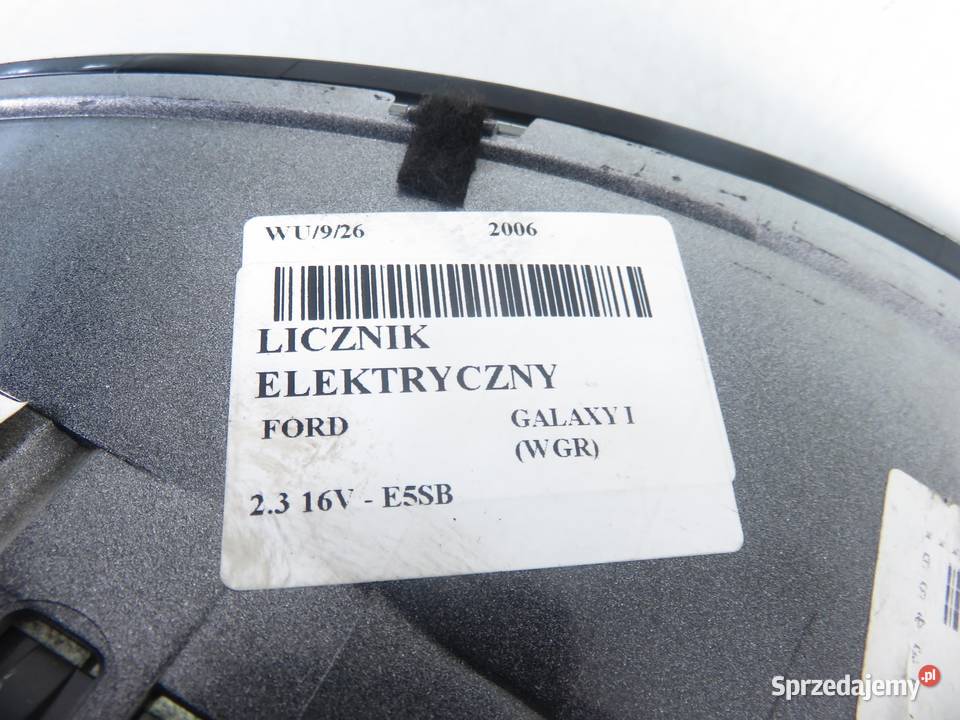 WU/9/26 2006
LICZNIK
ELEKTRYCZNY
FORD GALAXY I
(WGR)
2.3 16V - E5SB
Sprzedajemy.pl